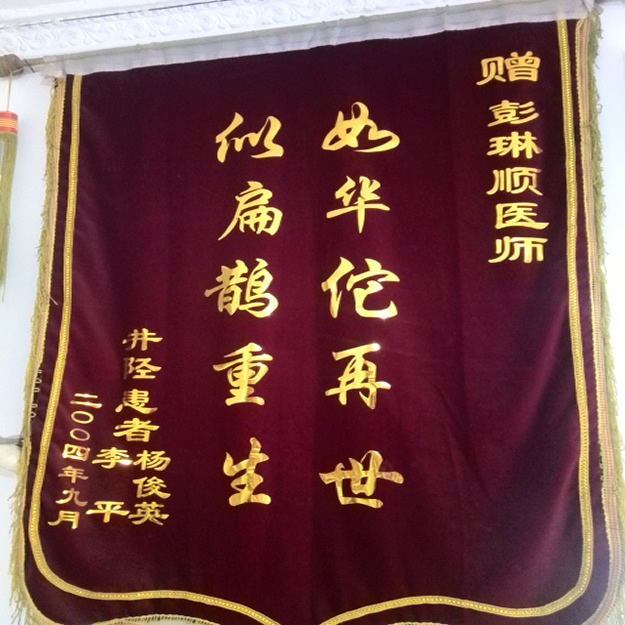 赠 彭琳顺医师
如华佗再世
似扁鹊重生
井陉患者 杨俊英
李平
二〇〇四年九月